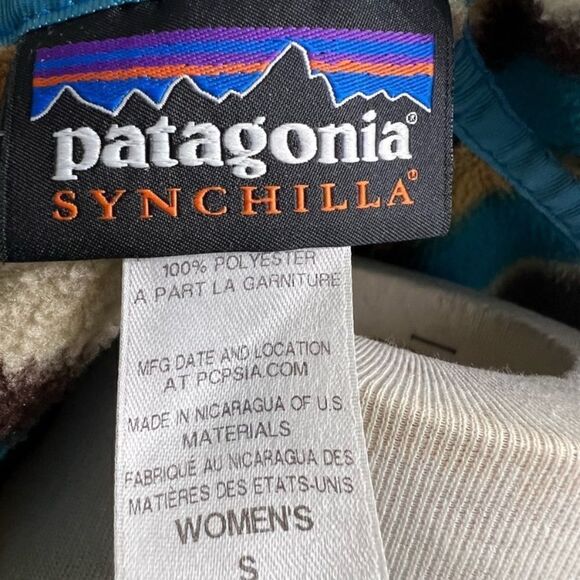 patagonia®
SYNCHILLA®
100% POLYESTER
A PART LA GARNITURE
MFG DATE AND LOCATION
AT PCPSIA.COM
MADE IN NICARAGUA OF U.S.
MATERIALS
FABRIQUÉ AU NICARAGUA DES
MATIÈRES DES ETATS-UNIS
WOMEN'S
S